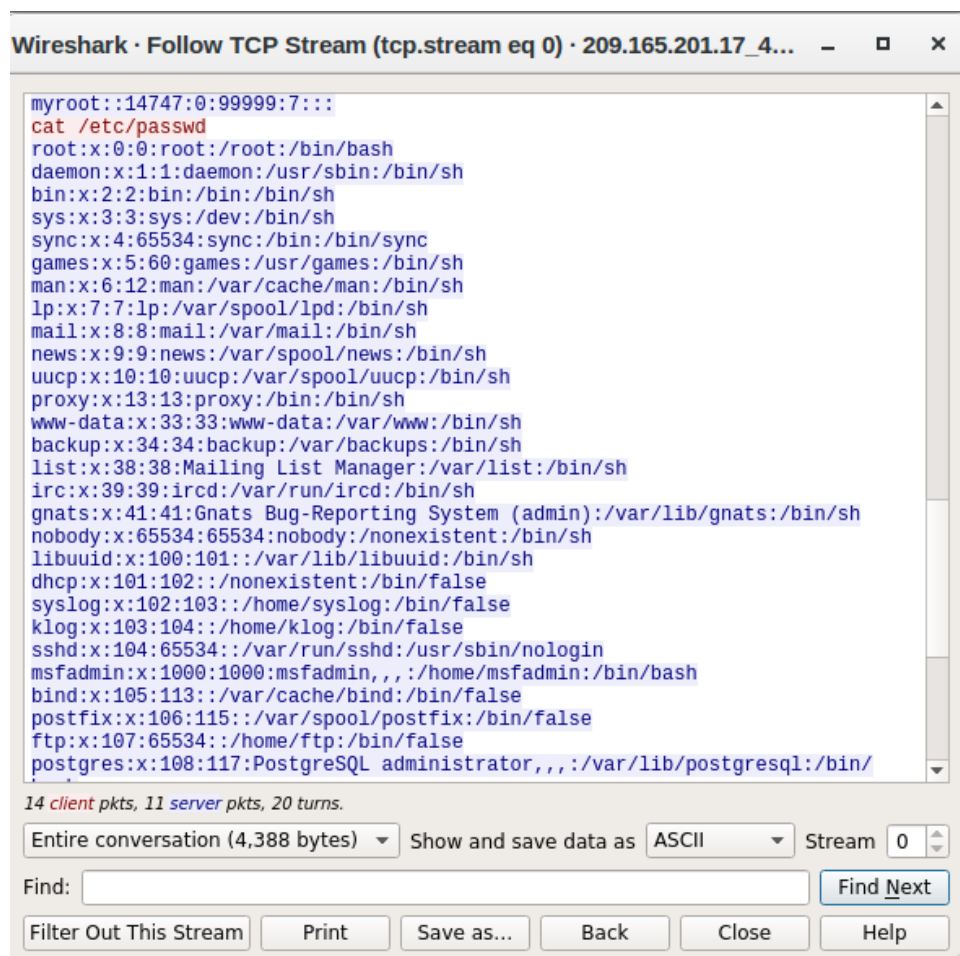 Wireshark · Follow TCP Stream (tcp.stream eq 0) · 209.165.201.17_4...
myroot::14747:0:99999:7:::
cat /etc/passwd
root:x:0:0:root:/root:/bin/bash
daemon:x:1:1:daemon:/usr/sbin:/bin/sh
bin:x:2:2:bin:/bin:/bin/sh
sys:x:3:3:sys:/dev:/bin/sh
sync:x:4:65534:sync:/bin:/bin/sync
games:x:5:60:games:/usr/games:/bin/sh
man:x:6:12:man:/var/cache/man:/bin/sh
lp:x:7:7:lp:/var/spool/lpd:/bin/sh
mail:x:8:8:mail:/var/mail:/bin/sh
news:x:9:9:news:/var/spool/news:/bin/sh
uucp:x:10:10:uucp:/var/spool/uucp:/bin/sh
proxy:x:13:13:proxy:/bin:/bin/sh
www-data:x:33:33:www-data:/var/www:/bin/sh
backup:x:34:34:backup:/var/backups:/bin/sh
list:x:38:38:Mailing List Manager:/var/list:/bin/sh
irc:x:39:39:ircd:/var/run/ircd:/bin/sh
gnats:x:41:41:Gnats Bug-Reporting System (admin):/var/lib/gnats:/bin/sh
nobody:x:65534:65534:nobody:/nonexistent:/bin/sh
libuuid:x:100:101::/var/lib/libuuid:/bin/sh
dhcp:x:101:102::/nonexistent:/bin/false
syslog:x:102:103::/home/syslog:/bin/false
klog:x:103:104::/home/klog:/bin/false
sshd:x:104:65534::/var/run/sshd:/usr/sbin/nologin
msfadmin:x:1000:1000:msfadmin,,,:/home/msfadmin:/bin/bash
bind:x:105:113::/var/cache/bind:/bin/false
postfix:x:106:115::/var/spool/postfix:/bin/false
ftp:x:107:65534::/home/ftp:/bin/false
postgres:x:108:117:PostgreSQL administrator,,,:/var/lib/postgresql:/bin/
14 client pkts, 11 server pkts, 20 turns.
Entire conversation (4,388 bytes) Show and save data as ASCII Stream 0
Find: Find Next
Filter Out This Stream Print Save as... Back Close Help